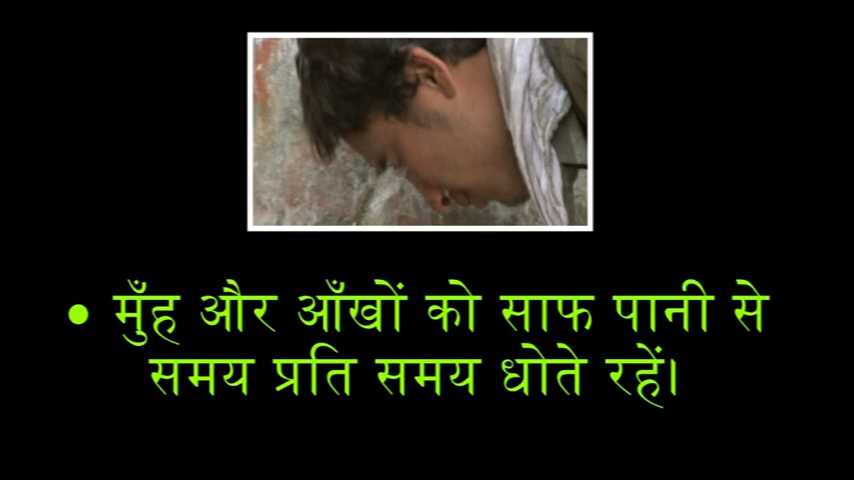 • मुँह और आँखों को साफ पानी से
समय प्रति समय धोते रहें।